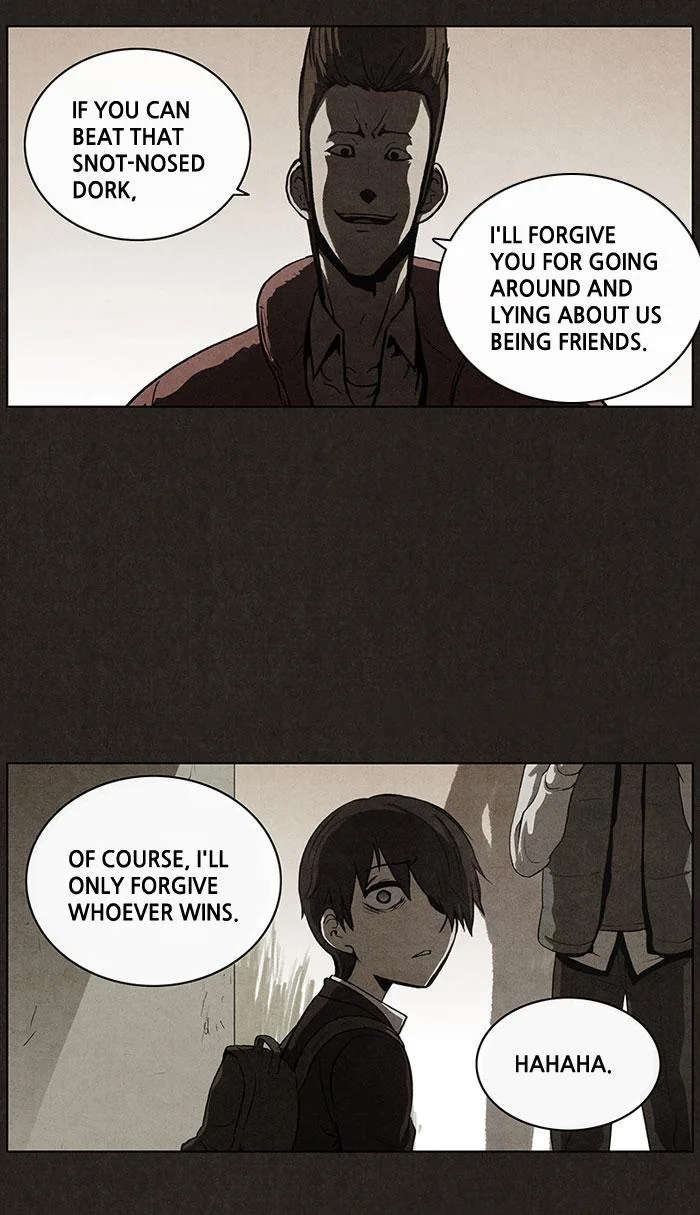 IF YOU CAN
BEAT THAT
SNOT-NOSED
DORK,
I'LL FORGIVE
YOU FOR GOING
AROUND AND
LYING ABOUT US
BEING FRIENDS.
OF COURSE, I'LL
ONLY FORGIVE
WHOEVER WINS.
HAHAHA.